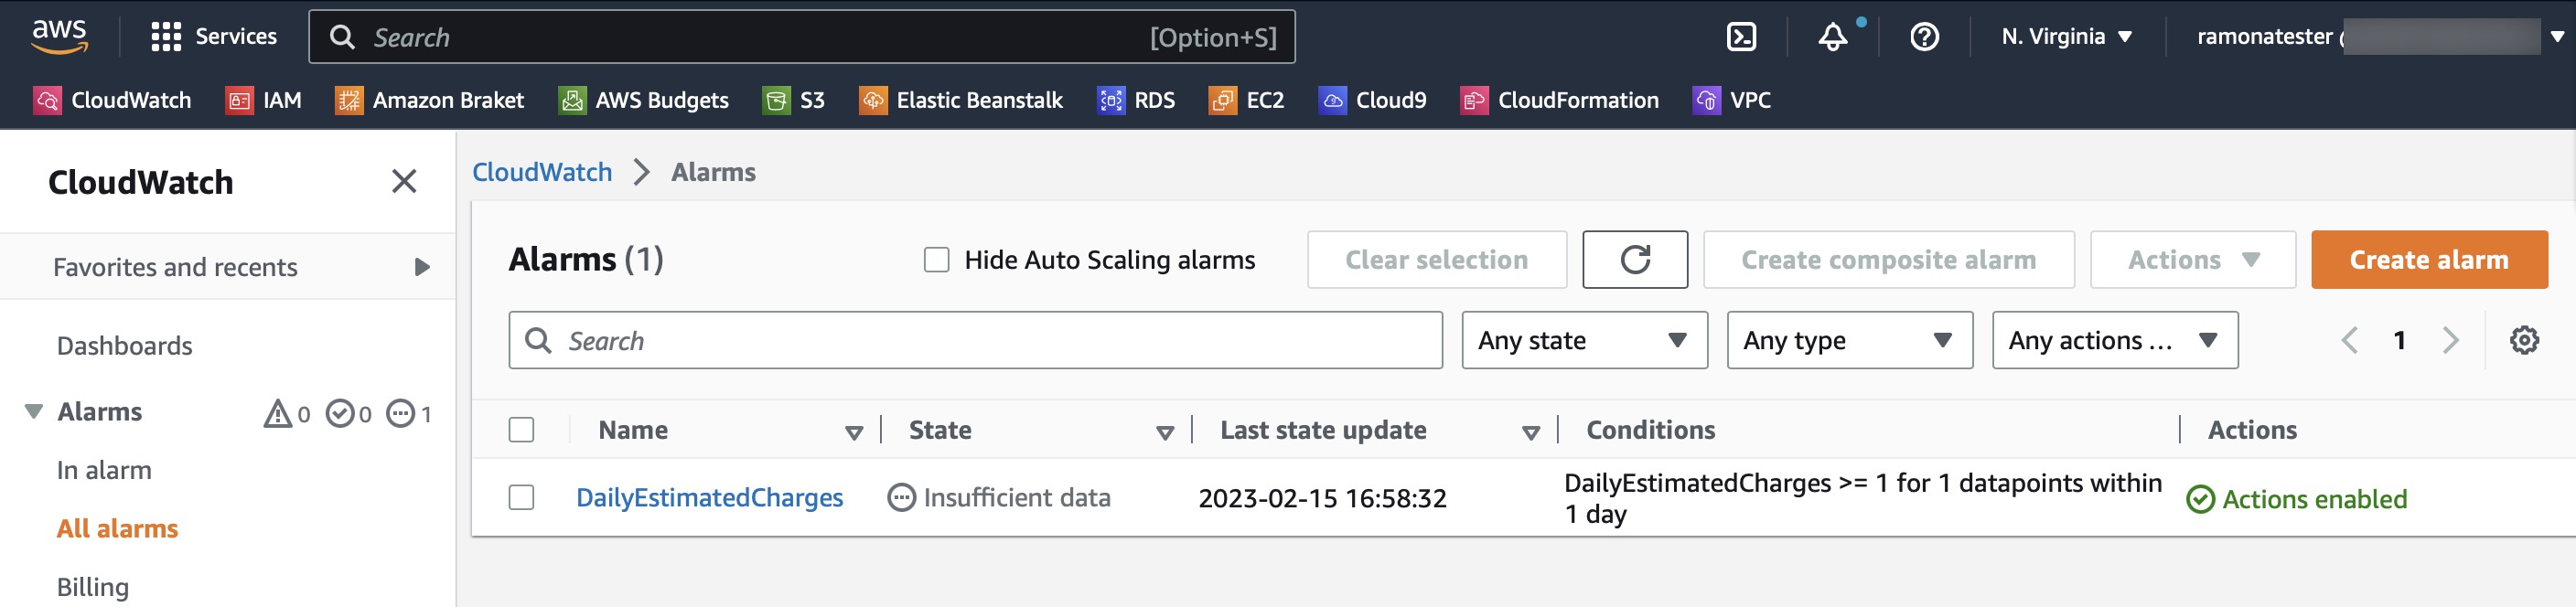 aws Services Search [Option+S] N. Virginia ramonatester
CloudWatch IAM Amazon Braket AWS Budgets S3 Elastic Beanstalk RDS EC2 Cloud9 CloudFormation VPC
CloudWatch
Favorites and recents
Dashboards
Alarms 0 0 1
In alarm
All alarms
Billing
CloudWatch > Alarms
Alarms (1) Hide Auto Scaling alarms Clear selection Create composite alarm Actions Create alarm
Search Any state Any type Any actions ... 1
Name State Last state update Conditions Actions
DailyEstimatedCharges Insufficient data 2023-02-15 16:58:32 DailyEstimatedCharges >= 1 for 1 datapoints within
1 day
Actions enabled